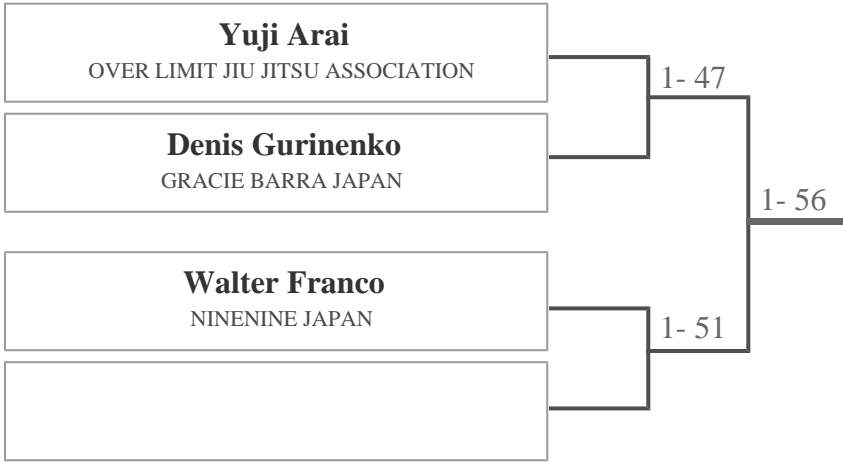 Yuji Arai
OVER LIMIT JIU JITSU ASSOCIATION
1- 47
Denis Gurinenko
GRACIE BARRA JAPAN
1- 56
Walter Franco
NINENINE JAPAN
1- 51